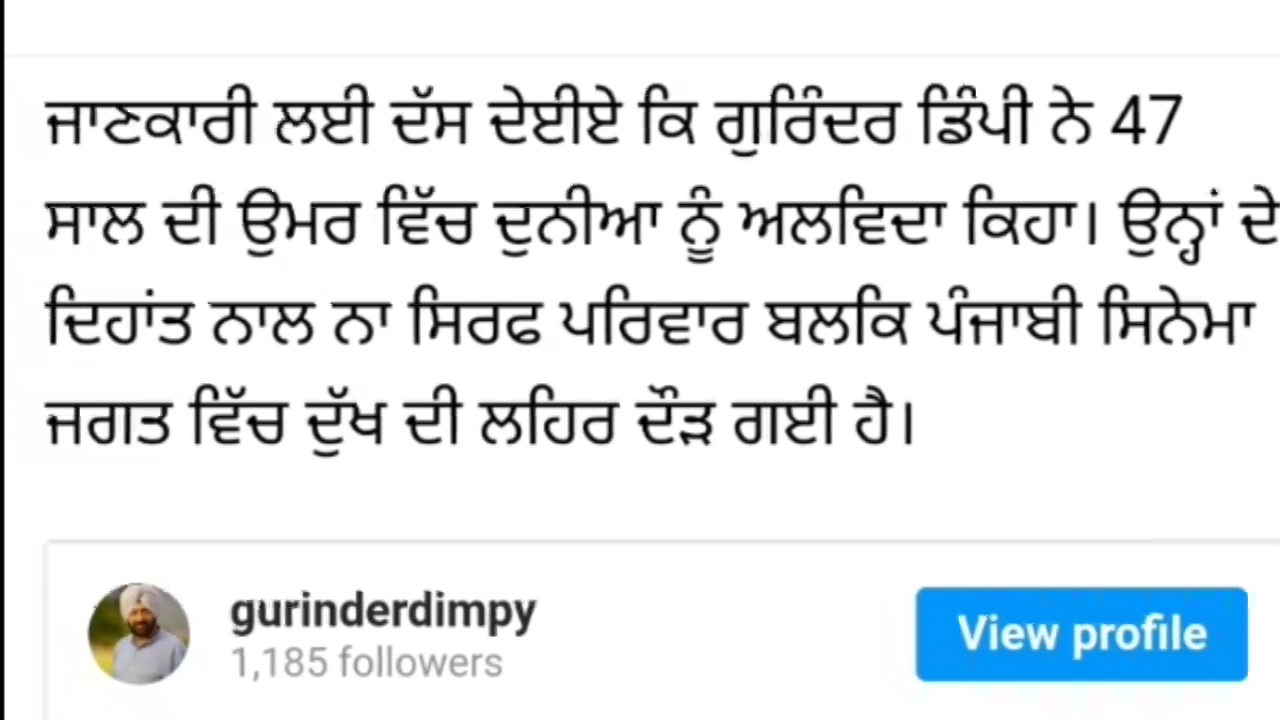 ਜਾਣਕਾਰੀ ਲਈ ਦੱਸ ਦੇਈਏ ਕਿ ਗੁਰਿੰਦਰ ਡਿੰਪੀ ਨੇ 47
ਸਾਲ ਦੀ ਉਮਰ ਵਿੱਚ ਦੁਨੀਆ ਨੂੰ ਅਲਵਿਦਾ ਕਿਹਾ। ਉਨ੍ਹਾਂ ਦੇ
ਦਿਹਾਂਤ ਨਾਲ ਨਾ ਸਿਰਫ ਪਰਿਵਾਰ ਬਲਕਿ ਪੰਜਾਬੀ ਸਿਨੇਮਾ
ਜਗਤ ਵਿੱਚ ਦੁੱਖ ਦੀ ਲਹਿਰ ਦੌੜ ਗਈ ਹੈ।
gurinderdimpy
1,185 followers
View profile